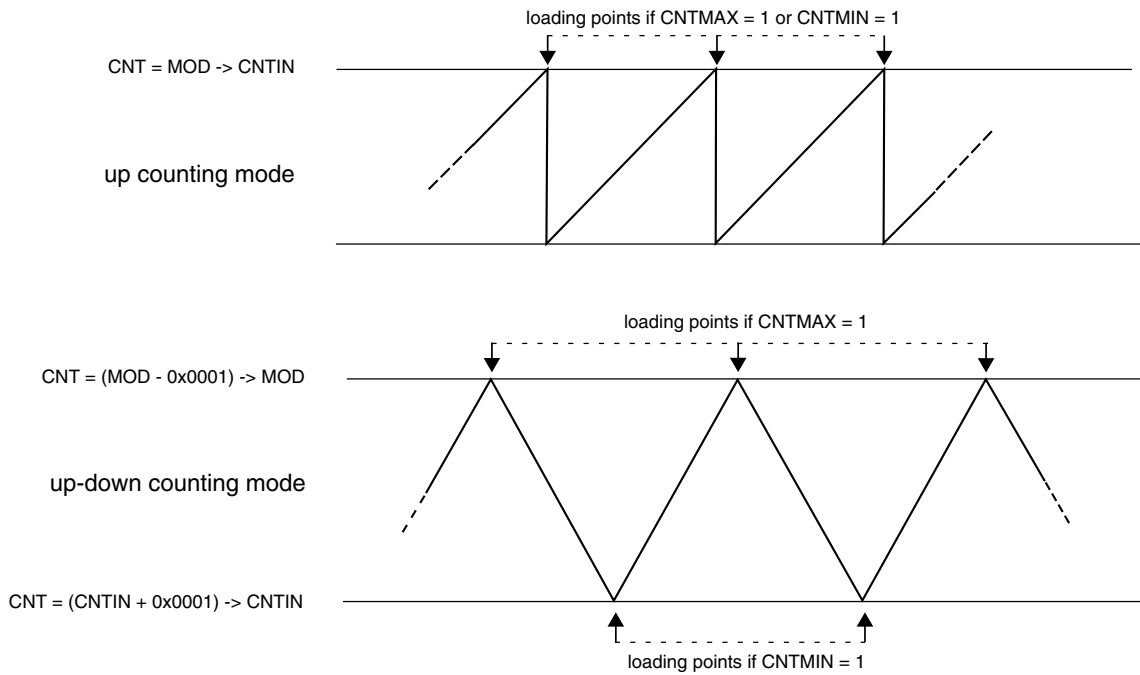 loading points if CNTMAX = 1 or CNTMIN = 1
CNT = MOD -> CNTIN
up counting mode
loading points if CNTMAX = 1
CNT = (MOD - 0x0001) -> MOD
up-down counting mode
CNT = (CNTIN + 0x0001) -> CNTIN
loading points if CNTMIN = 1